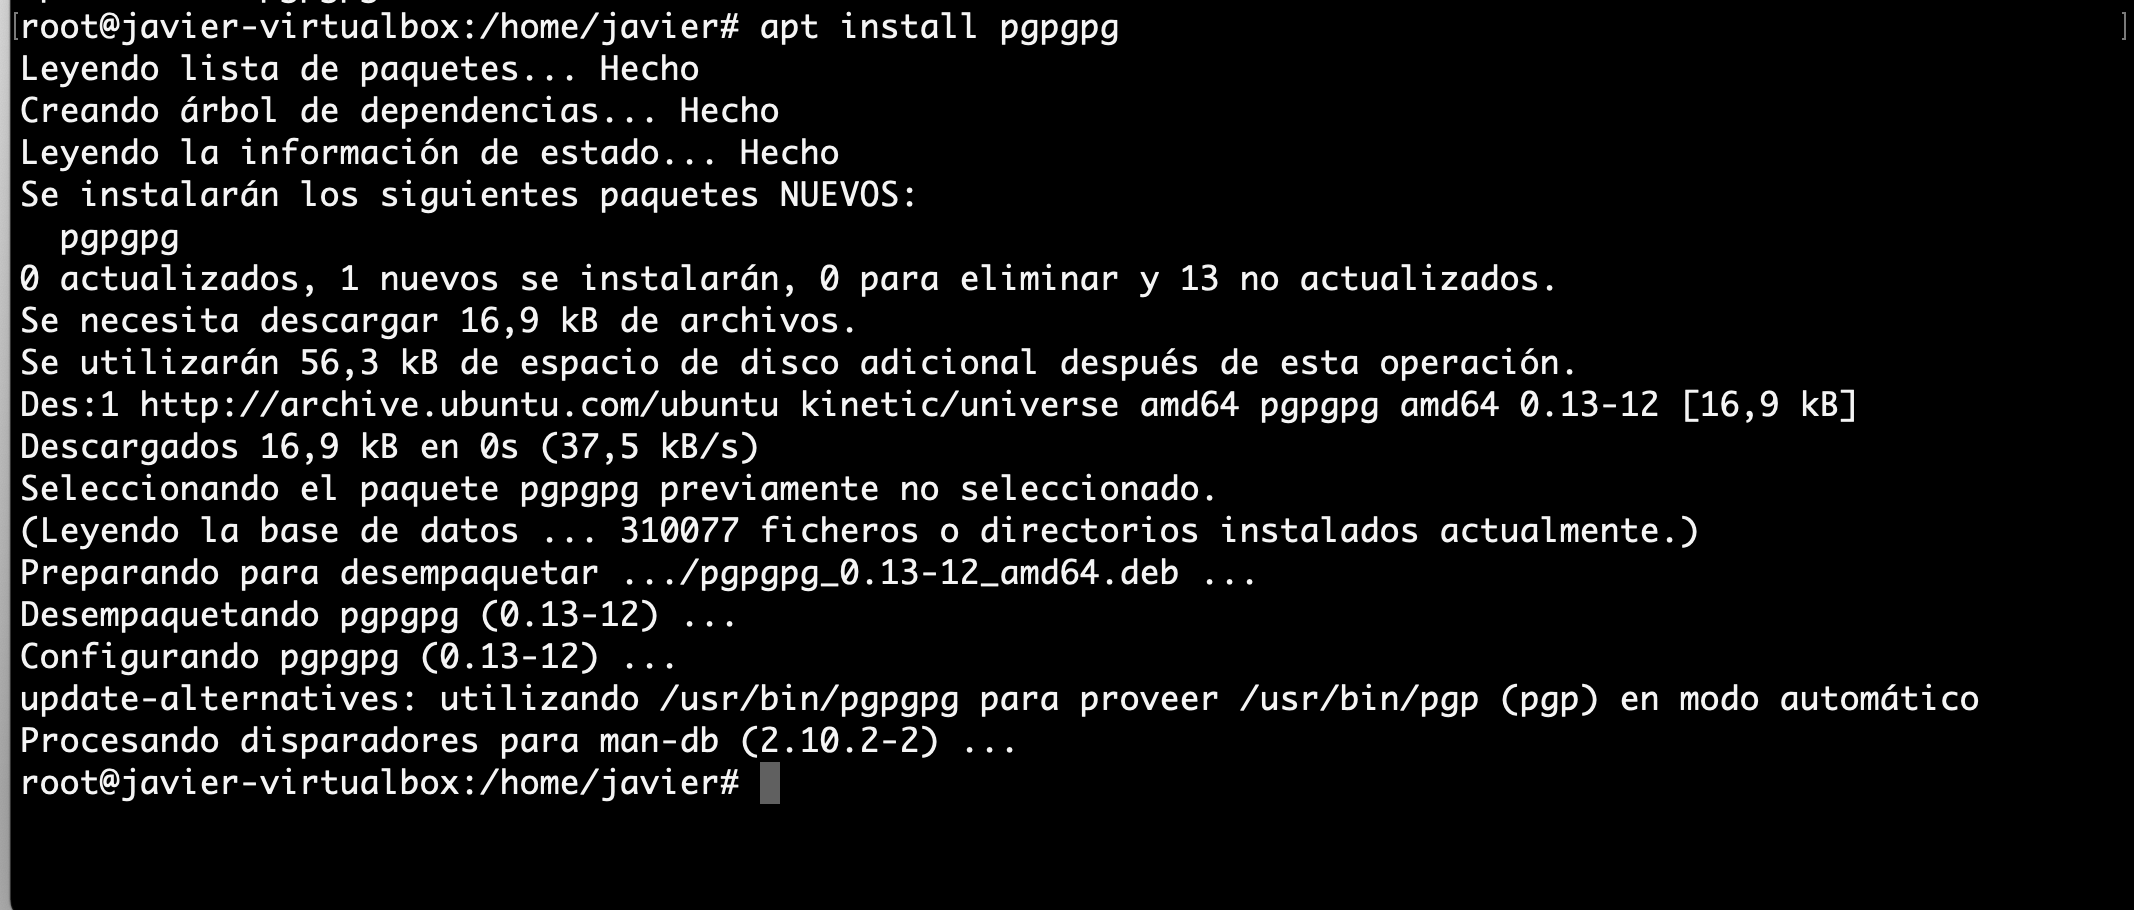 root@javier-virtualbox:/home/javier# apt install pgpgpg
Leyendo lista de paquetes... Hecho
Creando árbol de dependencias... Hecho
Leyendo la información de estado... Hecho
Se instalarán los siguientes paquetes NUEVOS:
  pgpgpg
0 actualizados, 1 nuevos se instalarán, 0 para eliminar y 13 no actualizados.
Se necesita descargar 16,9 kB de archivos.
Se utilizarán 56,3 kB de espacio de disco adicional después de esta operación.
Des:1 http://archive.ubuntu.com/ubuntu kinetic/universe amd64 pgpgpg amd64 0.13-12 [16,9 kB]
Descargados 16,9 kB en 0s (37,5 kB/s)
Seleccionando el paquete pgpgpg previamente no seleccionado.
(Leyendo la base de datos ... 310077 ficheros o directorios instalados actualmente.)
Preparando para desempaquetar .../pgpgpg_0.13-12_amd64.deb ...
Desempaquetando pgpgpg (0.13-12) ...
Configurando pgpgpg (0.13-12) ...
update-alternatives: utilizando /usr/bin/pgpgpg para proveer /usr/bin/pgp (pgp) en modo automático
Procesando disparadores para man-db (2.10.2-2) ...
root@javier-virtualbox:/home/javier#